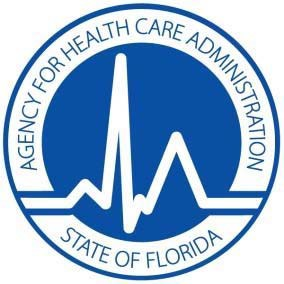 AGENCY FOR HEALTH CARE ADMINISTRATION
STATE OF FLORIDA